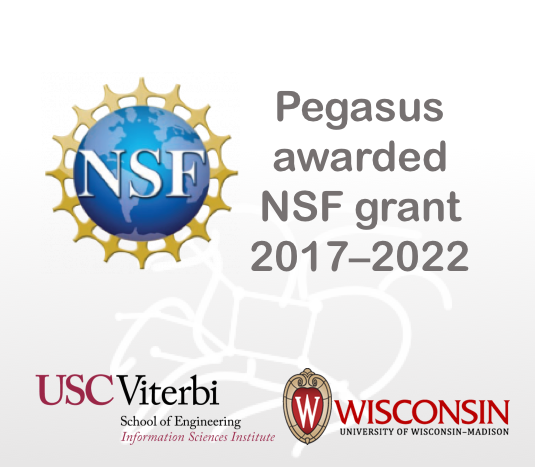 NSF
Pegasus
awarded
NSF grant
2017–2022
USC Viterbi
School of Engineering
Information Sciences Institute
W
WISCONSIN
UNIVERSITY OF WISCONSIN–MADISON